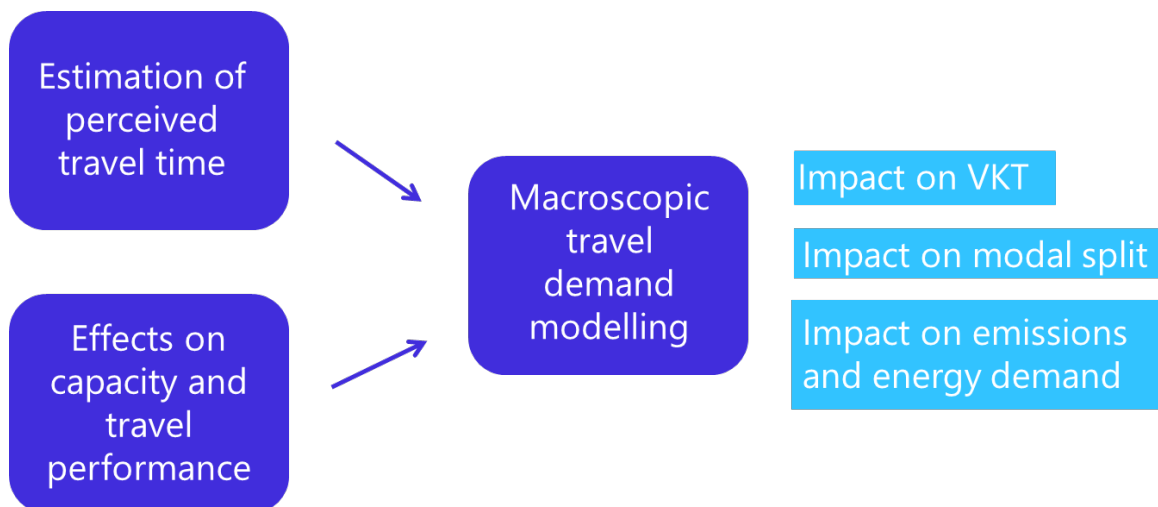 Estimation of
perceived
travel time
Effects on
capacity and
travel
performance
Macroscopic
travel
demand
modelling
Impact on VKT
Impact on modal split
Impact on emissions
and energy demand